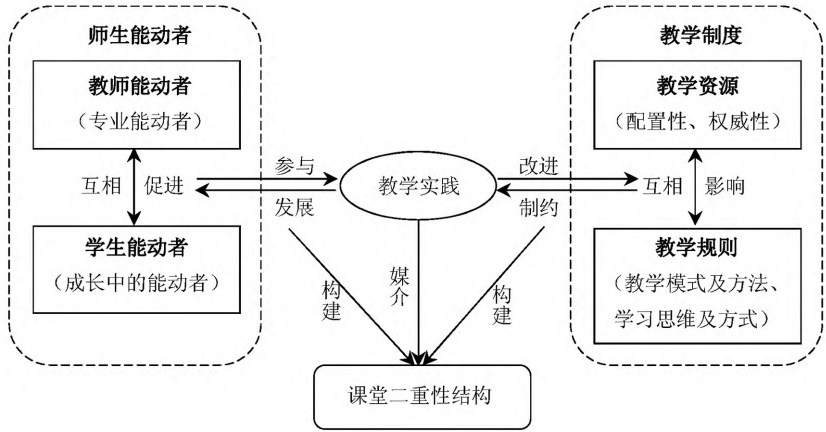 师生能动者
教师能动者
（专业能动者）
互相 促进
学生能动者
（成长中的能动者）
参与
发展
教学实践
改进
制约
构建
媒介
构建
课堂二重性结构
教学制度
教学资源
（配置性、权威性）
互相 影响
教学规则
（教学模式及方法、
学习思维及方式）